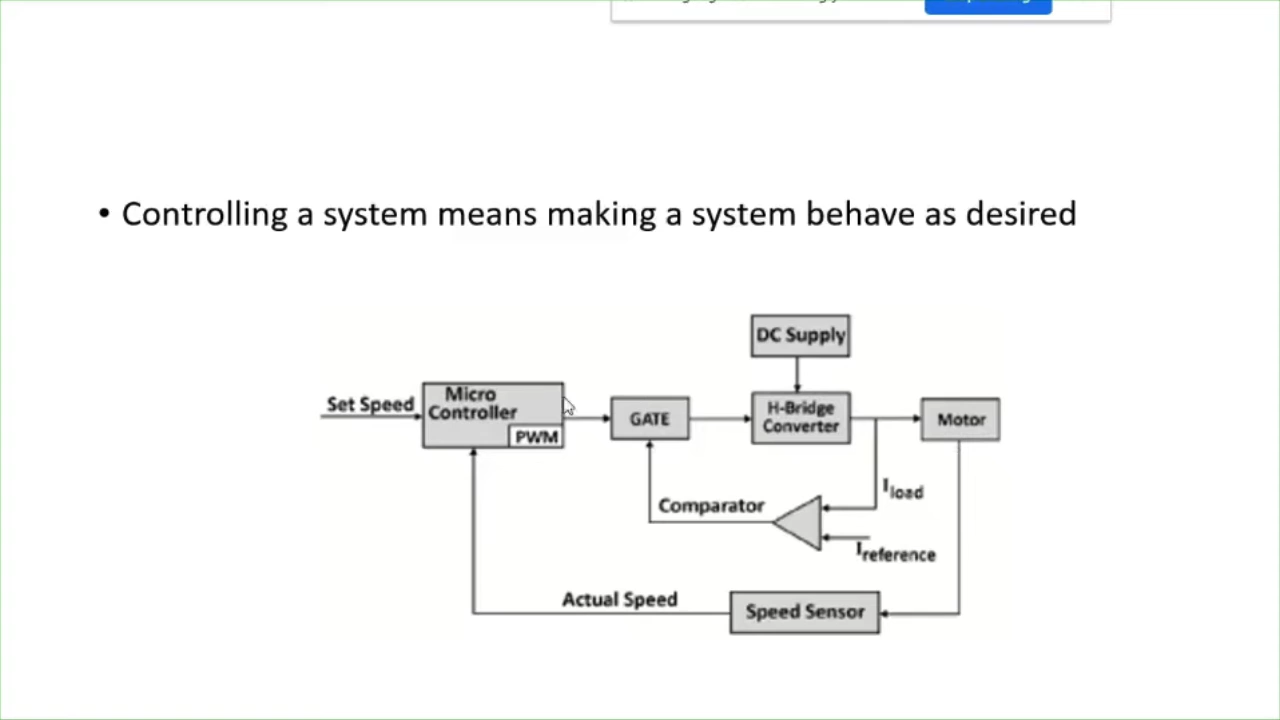 • Controlling a system means making a system behave as desired
DC Supply
Set Speed
Micro
Controller
PWM
GATE
H-Bridge
Converter
Motor
Iload
Comparator
Ireference
Actual Speed
Speed Sensor